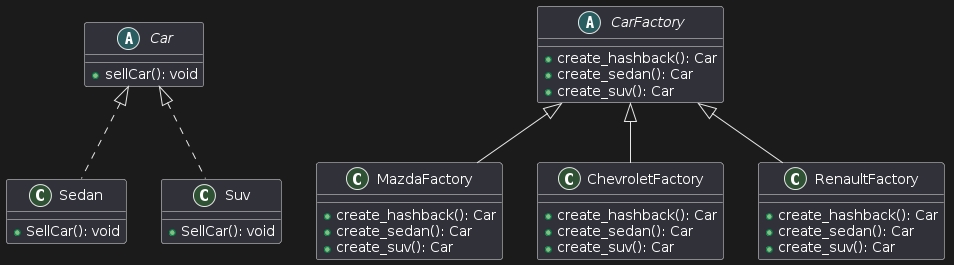 A Car
sellCar(): void
C Sedan
SellCar(): void
C Suv
SellCar(): void
A CarFactory
create_hashback(): Car
create_sedan(): Car
create_suv(): Car
C MazdaFactory
create_hashback(): Car
create_sedan(): Car
create_suv(): Car
C ChevroletFactory
create_hashback(): Car
create_sedan(): Car
create_suv(): Car
C RenaultFactory
create_hashback(): Car
create_sedan(): Car
create_suv(): Car